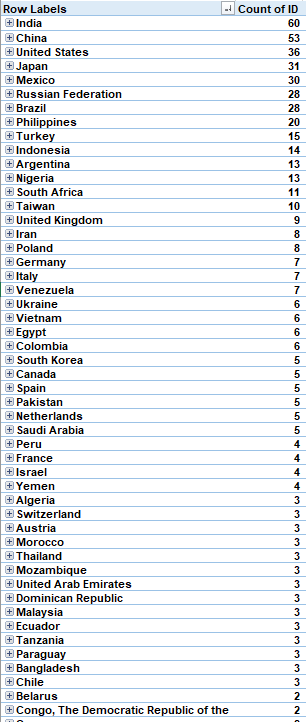 Row Labels Count of ID
India 60
China 53
United States 36
Japan 31
Mexico 30
Russian Federation 28
Brazil 28
Philippines 20
Turkey 15
Indonesia 14
Argentina 13
Nigeria 13
South Africa 11
Taiwan 10
United Kingdom 9
Iran 8
Poland 8
Germany 7
Italy 7
Venezuela 7
Ukraine 6
Vietnam 6
Egypt 6
Colombia 6
South Korea 5
Canada 5
Spain 5
Pakistan 5
Netherlands 5
Saudi Arabia 5
Peru 4
France 4
Israel 4
Yemen 4
Algeria 3
Switzerland 3
Austria 3
Morocco 3
Thailand 3
Mozambique 3
United Arab Emirates 3
Dominican Republic 3
Malaysia 3
Ecuador 3
Tanzania 3
Paraguay 3
Bangladesh 3
Chile 3
Belarus 2
Congo, The Democratic Republic of the 2